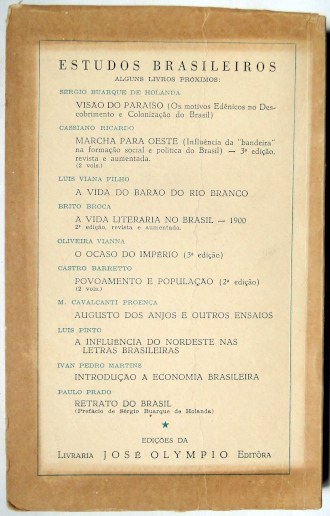 ESTUDOS BRASILEIROS
ALGUNS LIVROS PRÓXIMOS:
SÉRGIO BUARQUE DE HOLANDA
VISÃO DO PARAÍSO (Os motivos Edênicos no Des-
cobrimento e Colonização do Brasil)
CASSIANO RICARDO
MARCHA PARA OESTE (Influência da "bandeira"
na formação social e política do Brasil) — 3ª edição,
revista e aumentada.
(2 vols.)
LUIS VIANA FILHO
A VIDA DO BARÃO DO RIO BRANCO
BRITO BROCA
A VIDA LITERARIA NO BRASIL — 1900
2ª edição, revista e aumentada.
OLIVEIRA VIANNA
O OCASO DO IMPÉRIO (3ª edição)
CASTRO BARRETTO
POVOAMENTO E POPULAÇÃO (2ª edição)
(2 vols.)
M. CAVALCANTI PROENÇA
AUGUSTO DOS ANJOS E OUTROS ENSAIOS
LUIS PINTO
A INFLUENCIA DO NORDESTE NAS
LETRAS BRASILEIRAS
IVAN PEDRO MARTINS
INTRODUÇÃO A ECONOMIA BRASILEIRA
PAULO PRADO
RETRATO DO BRASIL
(Prefácio de Sérgio Buarque de Holanda)
EDIÇÕES DA
LIVRARIA JOSÉ OLYMPIO EDITÔRA